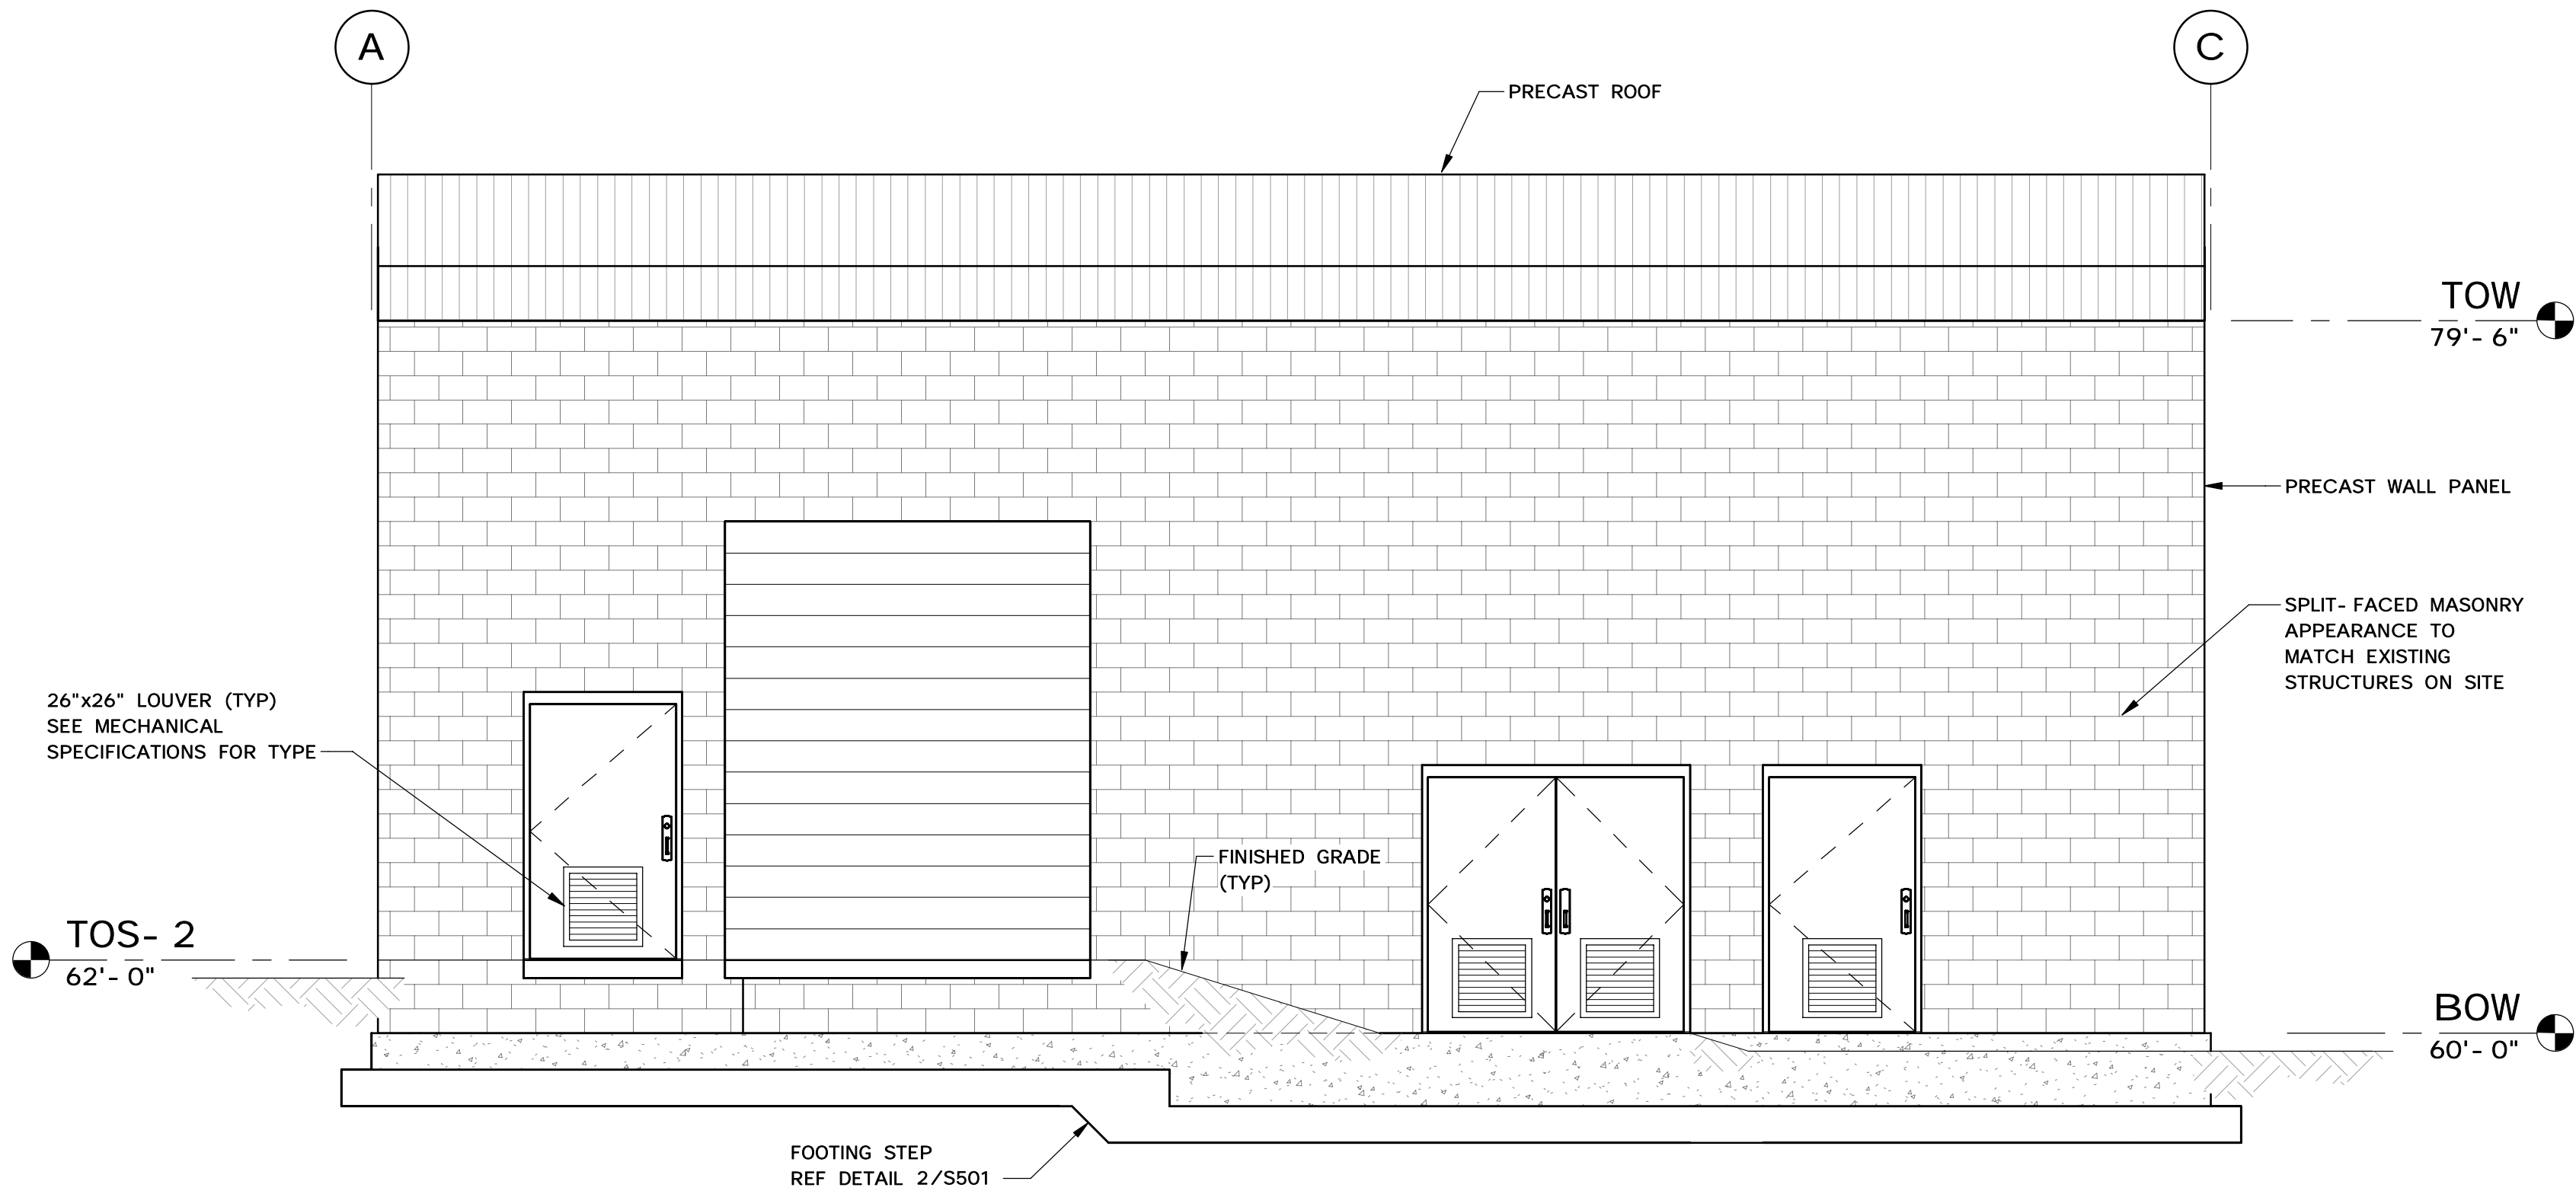 A
C
PRECAST ROOF
TOW
79'-6"
PRECAST WALL PANEL
SPLIT-FACED MASONRY
APPEARANCE TO
MATCH EXISTING
STRUCTURES ON SITE
26"x26" LOUVER (TYP)
SEE MECHANICAL
SPECIFICATIONS FOR TYPE
FINISHED GRADE
(TYP)
TOS-2
62'-0"
BOW
60'-0"
FOOTING STEP
REF DETAIL 2/S501